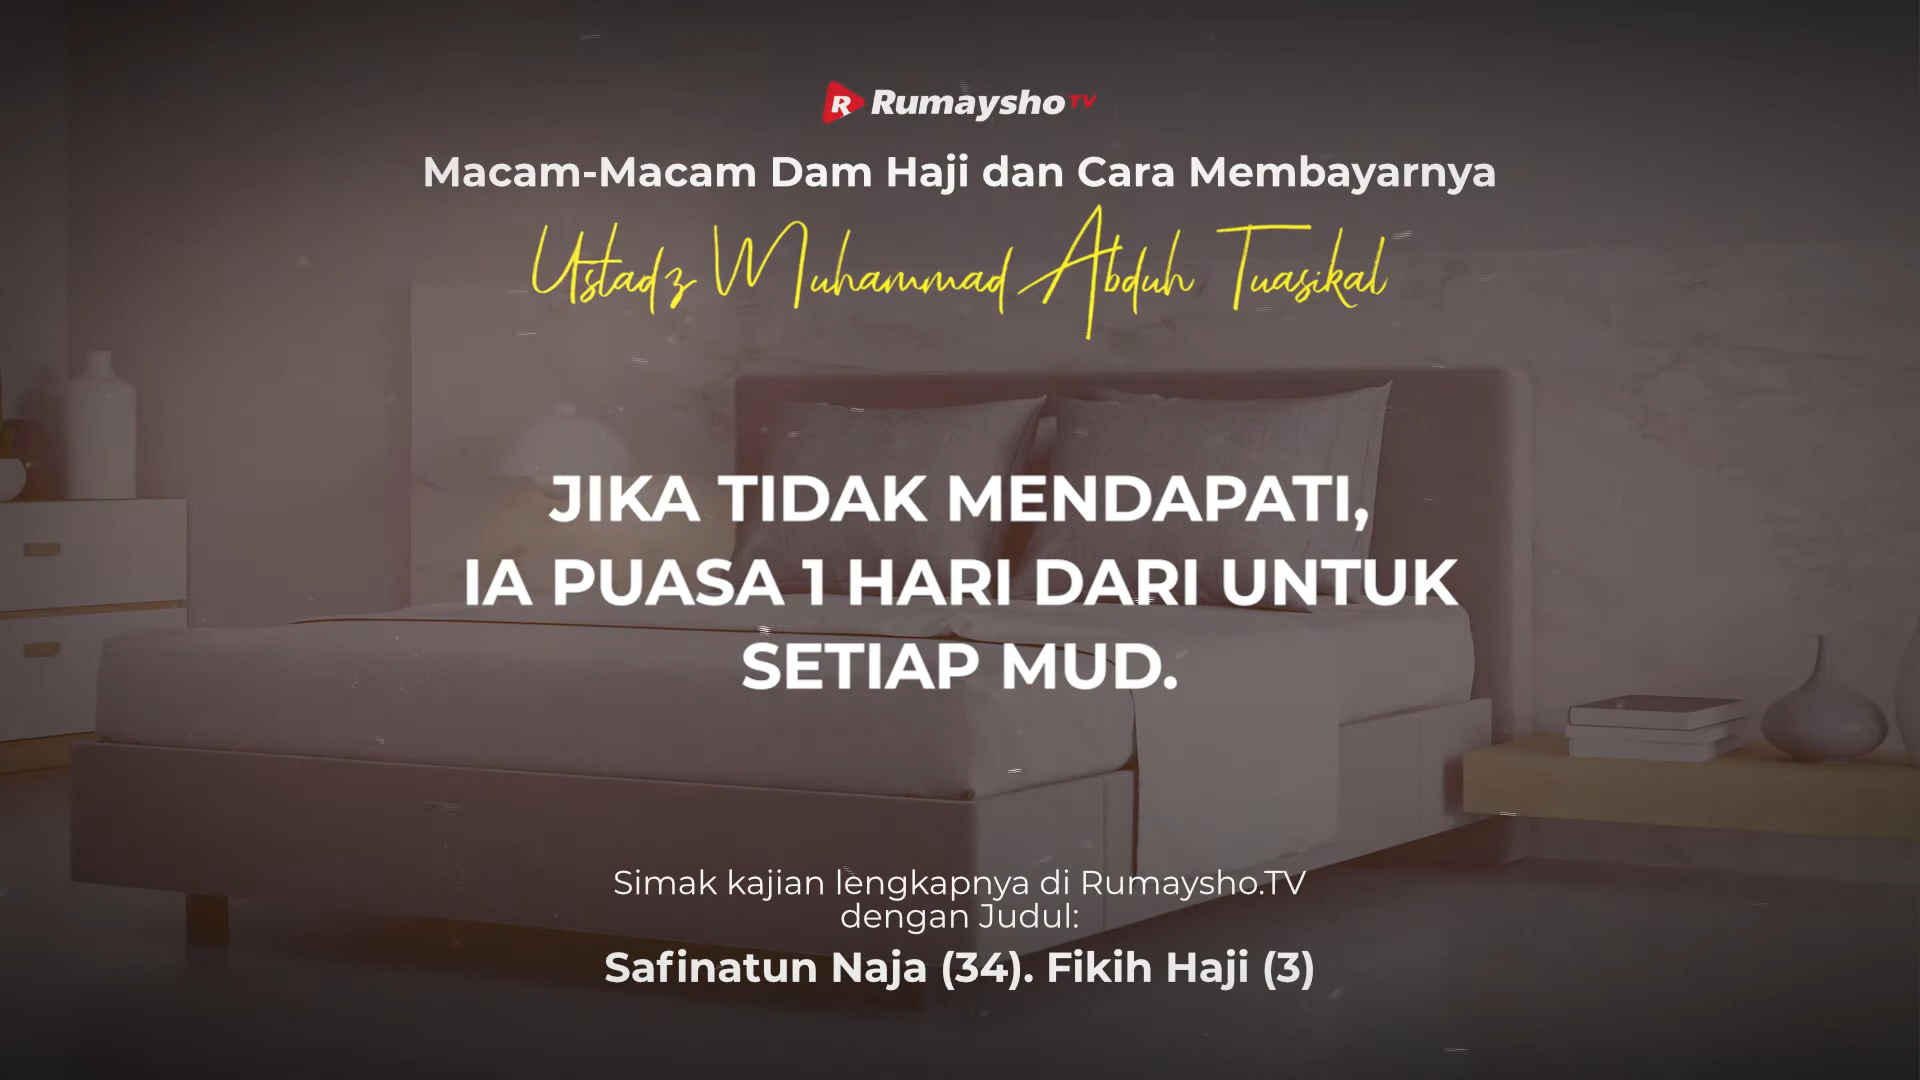 Rumaysho TV
Macam-Macam Dam Haji dan Cara Membayarnya
Ustadz Muhammad Abduh Tuasikal
JIKA TIDAK MENDAPATI,
IA PUASA 1 HARI DARI UNTUK
SETIAP MUD.
Simak kajian lengkapnya di Rumaysho.TV
dengan Judul:
Safinatun Naja (34). Fikih Haji (3)